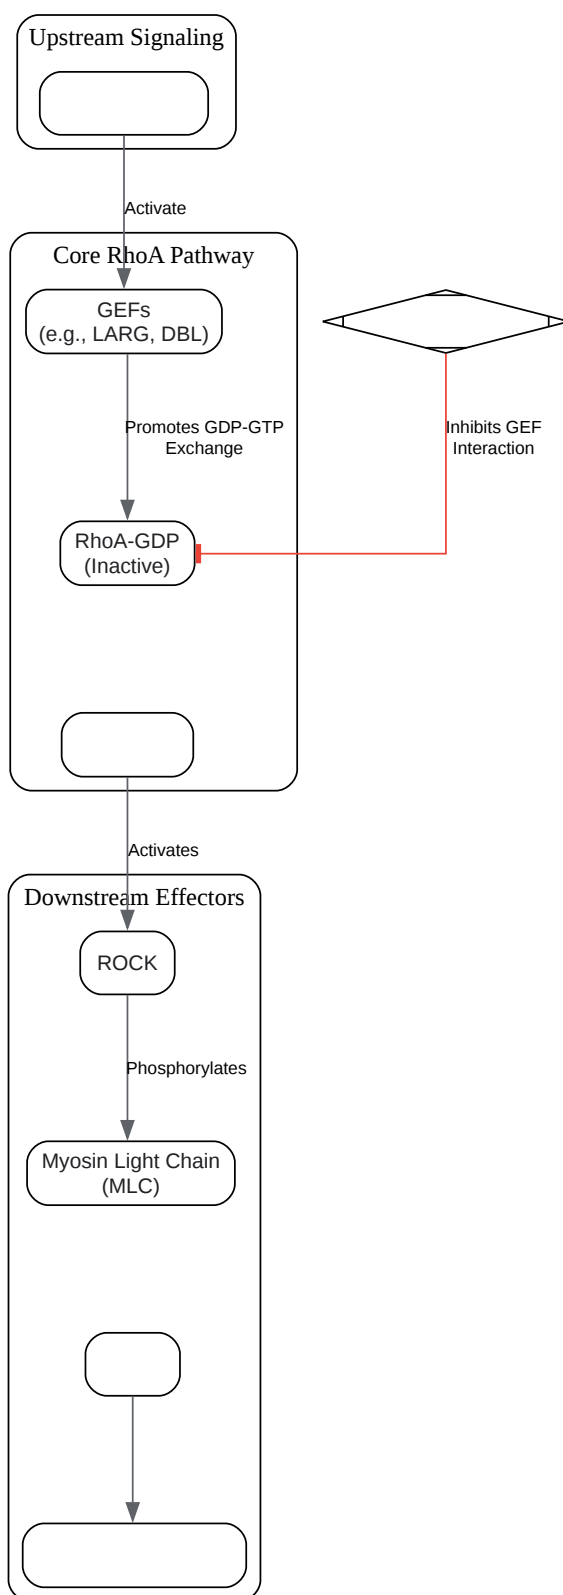 Upstream Signaling
Activate
Core RhoA Pathway
GEFs
(e.g., LARG, DBL)
Promotes GDP-GTP
Exchange
Inhibits GEF
Interaction
RhoA-GDP
(Inactive)
Activates
Downstream Effectors
ROCK
Phosphorylates
Myosin Light Chain
(MLC)